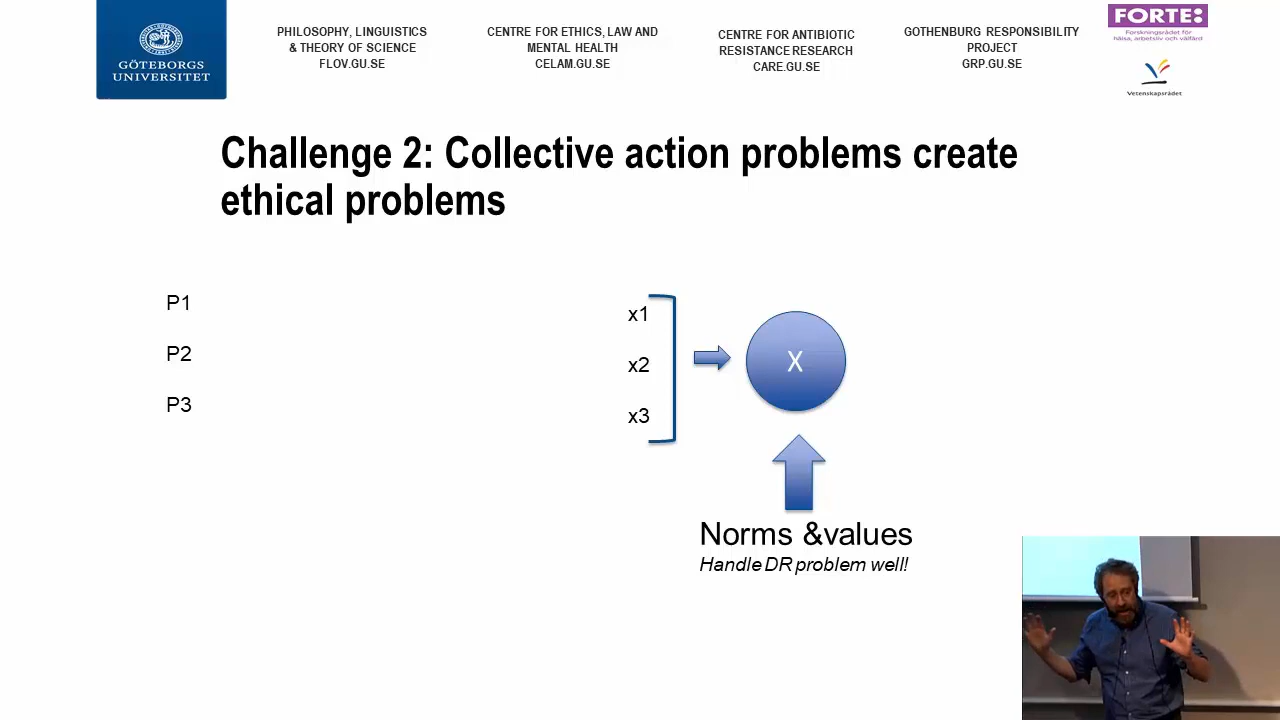 GÖTEBORGS
UNIVERSITET
PHILOSOPHY, LINGUISTICS
& THEORY OF SCIENCE
FLOV.GU.SE
CENTRE FOR ETHICS, LAW AND
MENTAL HEALTH
CELAM.GU.SE
CENTRE FOR ANTIBIOTIC
RESISTANCE RESEARCH
CARE.GU.SE
GOTHENBURG RESPONSIBILITY
PROJECT
GRP.GU.SE
FORTE:
Forskningsrådet för
hälsa, arbetsliv och välfärd
Vetenskapsrådet
Challenge 2: Collective action problems create
ethical problems
P1
P2
P3
x1
x2
x3
X
Norms &values
Handle DR problem well!